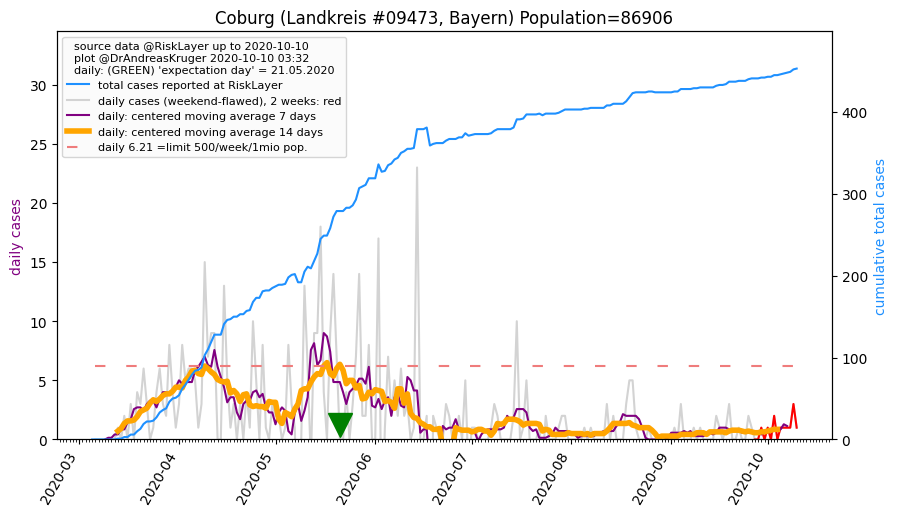 Coburg (Landkreis #09473, Bayern) Population=86906
source data @RiskLayer up to 2020-10-10
plot @DrAndreasKruger 2020-10-10 03:32
daily: (GREEN) 'expectation day' = 21.05.2020
total cases reported at RiskLayer
daily cases (weekend-flawed), 2 weeks: red
daily: centered moving average 7 days
daily: centered moving average 14 days
daily 6.21 =limit 500/week/1mio pop.
daily cases
30
25
20
15
10
5
0
cumulative total cases
400
300
200
100
0
2020-03
2020-04
2020-05
2020-06
2020-07
2020-08
2020-09
2020-10